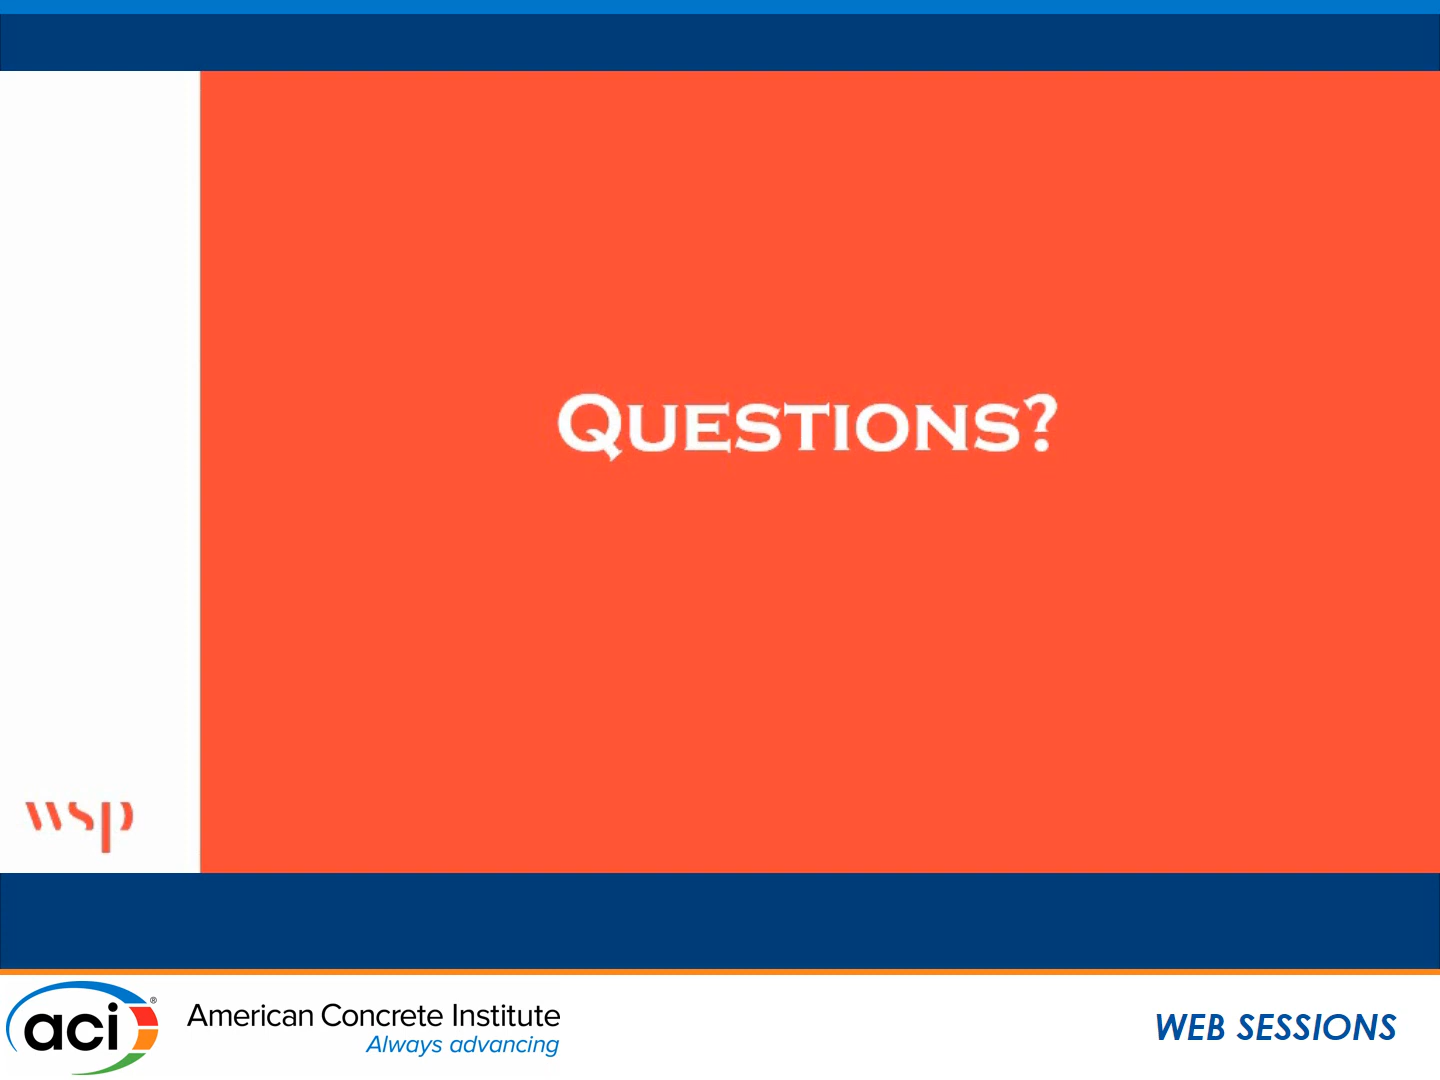 Questions?
wsp
aci®
American Concrete Institute
Always advancing
WEB SESSIONS